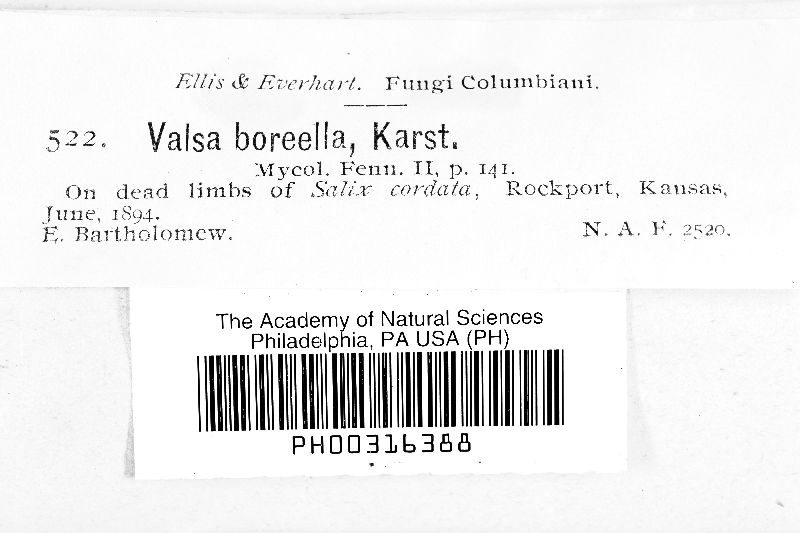 Ellis & Everhart. Fungi Columbiani.
522. Valsa boreella, Karst.
Mycol. Fenn. II, p. 141.
On dead limbs of Salix cordata, Rockport, Kansas,
June, 1894.
E. Bartholomew. N. A. F. 2520.
The Academy of Natural Sciences
Philadelphia, PA USA (PH)
PH00316388